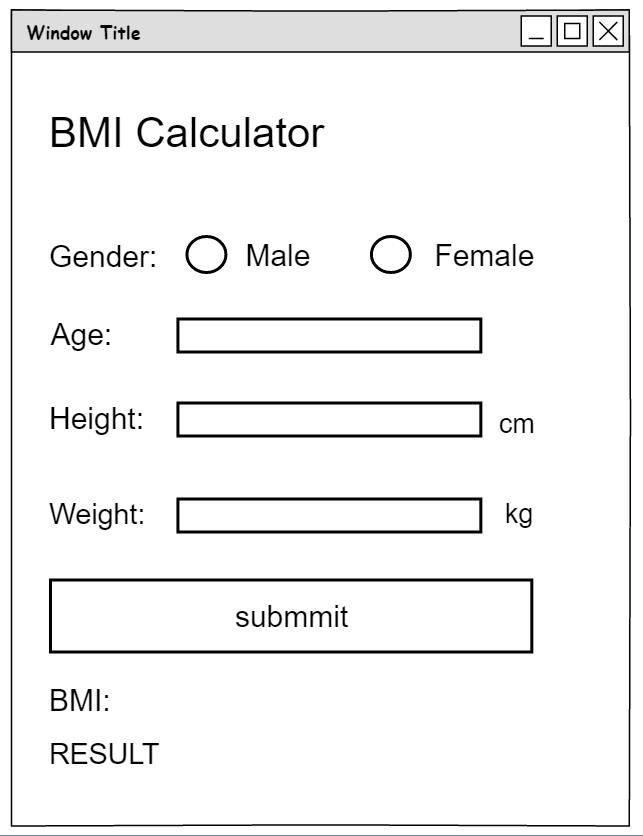 Window Title
BMI Calculator
Gender: Male Female
Age:
Height: cm
Weight: kg
submmit
BMI:
RESULT